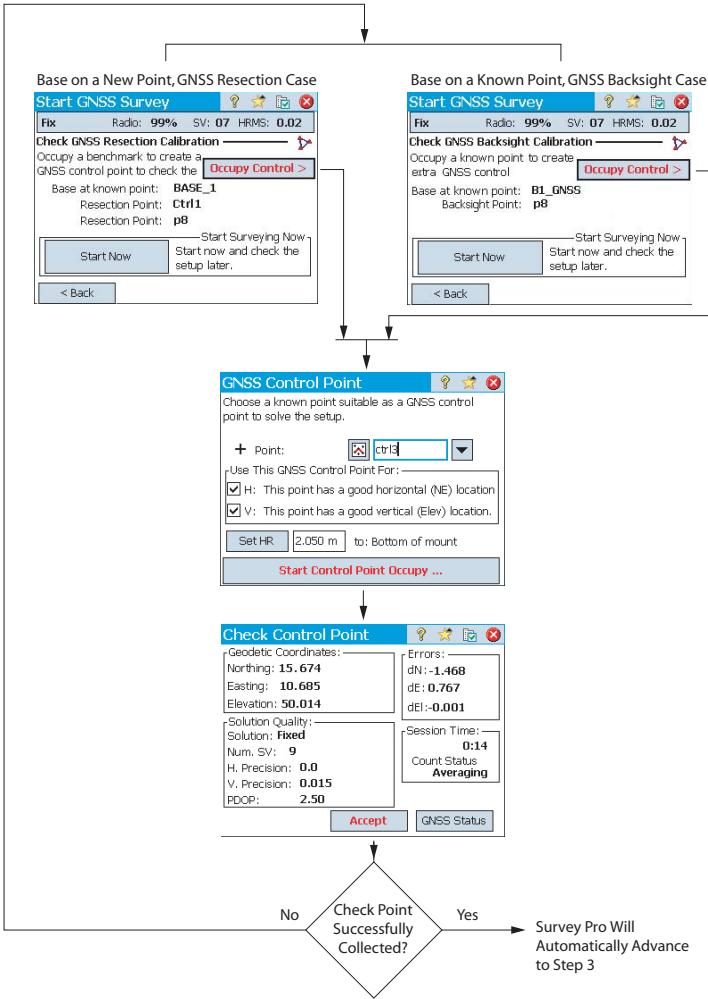 Base on a New Point, GNSS Resection Case
Start GNSS Survey
Fix Radio: 99% SV: 07 HRMS: 0.02
Check GNSS Resection Calibration
Occupy a benchmark to create a
GNSS control point to check the
Occupy Control >
Base at known point: BASE_1
Resection Point: Ctrl1
Resection Point: p8
Start Surveying Now
Start Now
Start now and check the
setup later.
< Back
Base on a Known Point, GNSS Backsight Case
Start GNSS Survey
Fix Radio: 99% SV: 07 HRMS: 0.02
Check GNSS Backsight Calibration
Occupy a known point to create
extra GNSS control
Occupy Control >
Base at known point: B1_GNSS
Backsight Point: p8
Start Surveying Now
Start Now
Start now and check the
setup later.
< Back
GNSS Control Point
Choose a known point suitable as a GNSS control
point to solve the setup.
+ Point: ctrl3
Use This GNSS Control Point For:
H: This point has a good horizontal (NE) location
V: This point has a good vertical (Elev) location.
Set HR 2.050 m to: Bottom of mount
Start Control Point Occupy ...
Check Control Point
Geodetic Coordinates:
Northing: 15.674
Easting: 10.685
Elevation: 50.014
Errors:
dN: -1.468
dE: 0.767
dEl: -0.001
Solution Quality:
Solution: Fixed
Num. SV: 9
H. Precision: 0.0
V. Precision: 0.015
PDOP: 2.50
Session Time:
0:14
Count Status
Averaging
Accept
GNSS Status
Check Point
Successfully
Collected?
No
Yes
Survey Pro Will
Automatically Advance
to Step 3